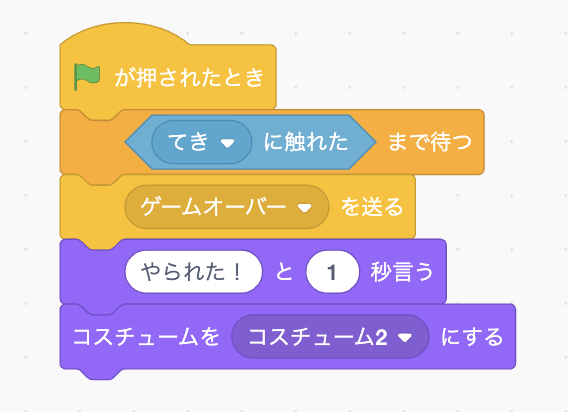 が押されたとき
てき に触れた まで待つ
ゲームオーバー を送る
やられた! と 1 秒言う
コスチュームを コスチューム2 にする